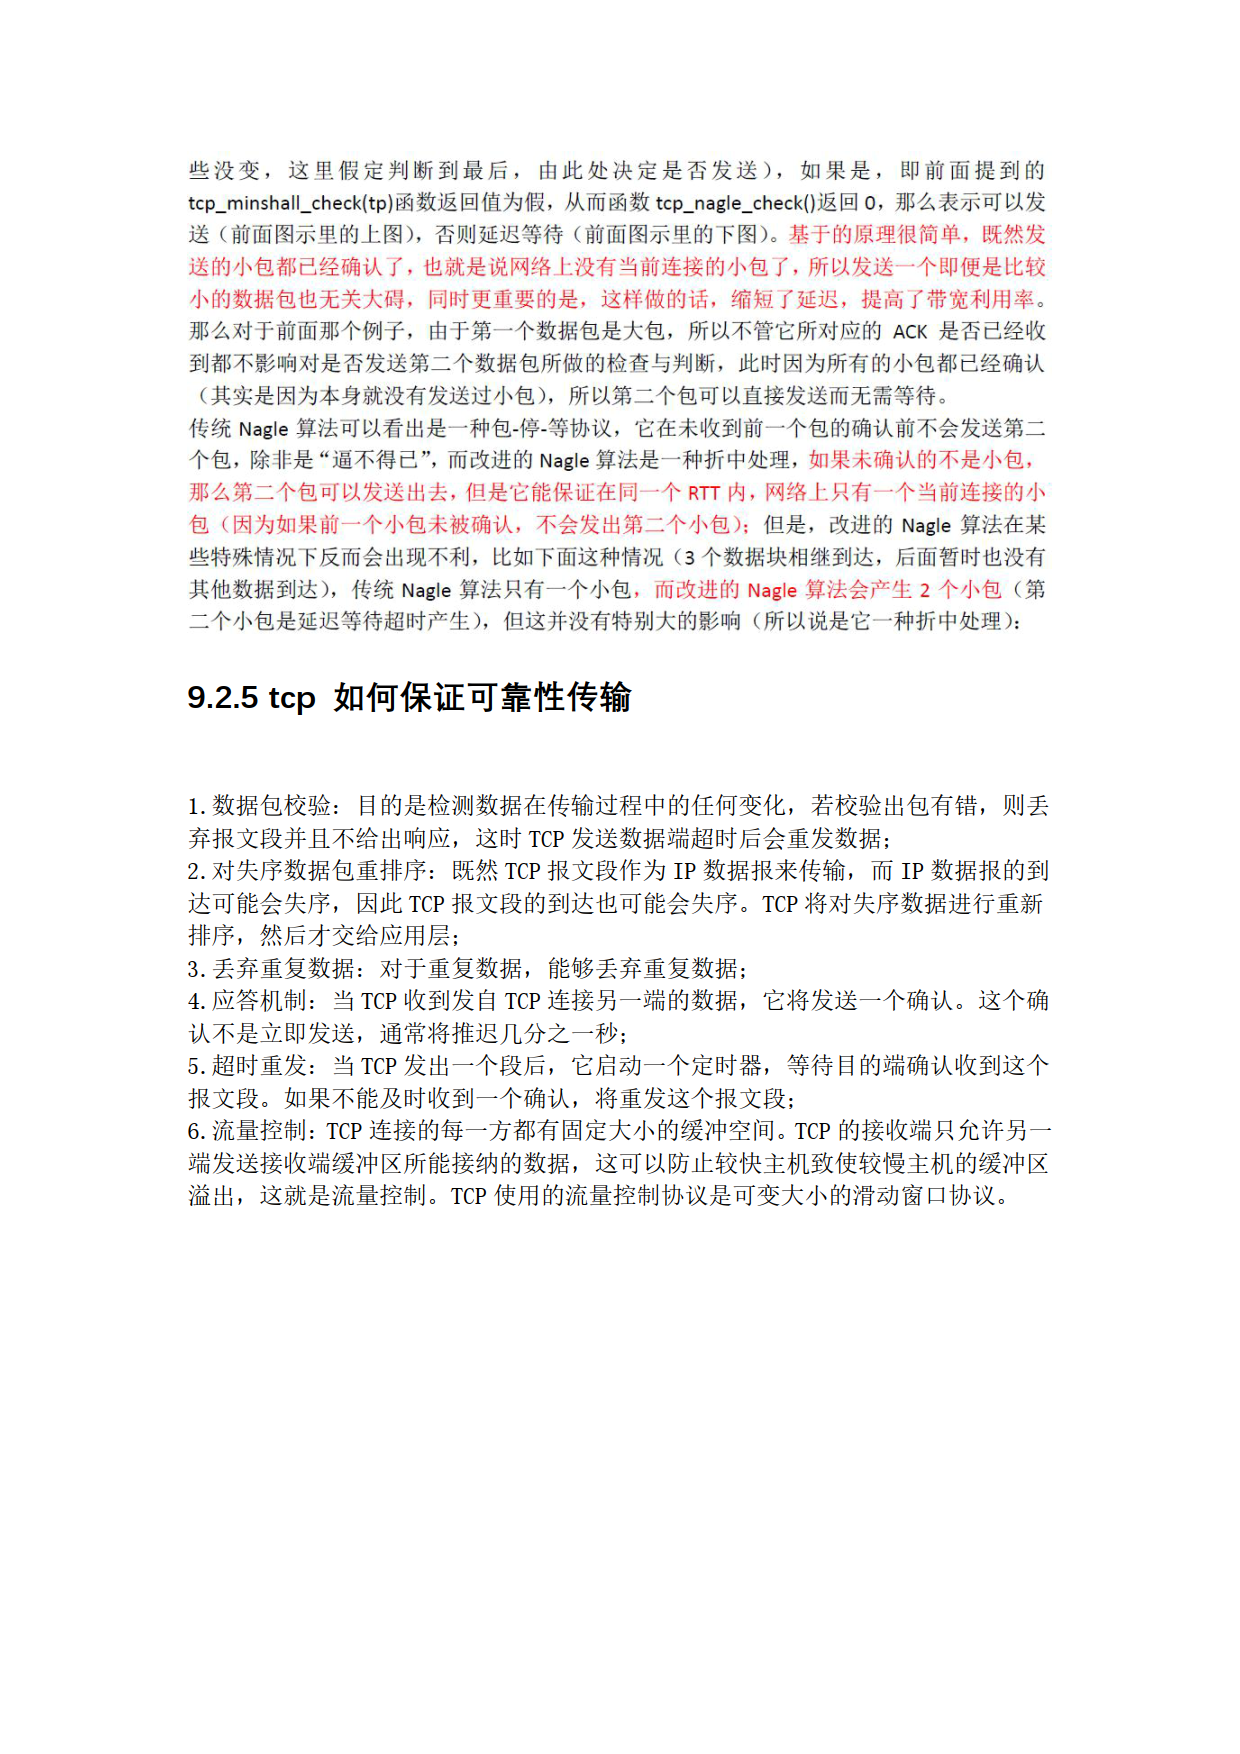 些没变，这里假定判断到最后，由此处决定是否发送），如果是，即前面提到的
tcp_minshall_check(tp)函数返回值为假，从而函数 tcp_nagle_check()返回 0，那么表示可以发
送（前面图示里的上图），否则延迟等待（前面图示里的下图）。基于的原理很简单，既然发
送的小包都已经确认了，也就是说网络上没有当前连接的小包了，所以发送一个即便是比较
小的数据包也无关大碍，同时更重要的是，这样做的话，缩短了延迟，提高了带宽利用率。
那么对于前面那个例子，由于第一个数据包是大包，所以不管它所对应的 ACK 是否已经收
到都不影响对是否发送第二个数据包所做的检查与判断，此时因为所有的小包都已经确认
（其实是因为本身就没有发送过小包），所以第二个包可以直接发送而无需等待。
传统 Nagle 算法可以看出是一种包-停-等协议，它在未收到前一个包的确认前不会发送第二
个包，除非是“逼不得已”，而改进的 Nagle 算法是一种折中处理，如果未确认的不是小包，
那么第二个包可以发送出去，但是它能保证在同一个 RTT 内，网络上只有一个当前连接的小
包（因为如果前一个小包未被确认，不会发出第二个小包）；但是，改进的 Nagle 算法在某
些特殊情况下反而会出现不利，比如下面这种情况（3 个数据块相继到达，后面暂时也没有
其他数据到达），传统 Nagle 算法只有一个小包，而改进的 Nagle 算法会产生 2 个小包（第
二个小包是延迟等待超时产生），但这并没有特别大的影响（所以说是它一种折中处理）：
9.2.5 tcp 如何保证可靠性传输
1.数据包校验：目的是检测数据在传输过程中的任何变化，若校验出包有错，则丢
弃报文段并且不给出响应，这时 TCP 发送数据端超时后会重发数据；
2.对失序数据包重排序：既然 TCP 报文段作为 IP 数据报来传输，而 IP 数据报的到
达可能会失序，因此 TCP 报文段的到达也可能会失序。TCP 将对失序数据进行重新
排序，然后才交给应用层；
3.丢弃重复数据：对于重复数据，能够丢弃重复数据；
4.应答机制：当 TCP 收到发自 TCP 连接另一端的数据，它将发送一个确认。这个确
认不是立即发送，通常将推迟几分之一秒；
5.超时重发：当 TCP 发出一个段后，它启动一个定时器，等待目的端确认收到这个
报文段。如果不能及时收到一个确认，将重发这个报文段；
6.流量控制：TCP 连接的每一方都有固定大小的缓冲空间。TCP 的接收端只允许另一
端发送接收端缓冲区所能接纳的数据，这可以防止较快主机致使较慢主机的缓冲区
溢出，这就是流量控制。TCP 使用的流量控制协议是可变大小的滑动窗口协议。